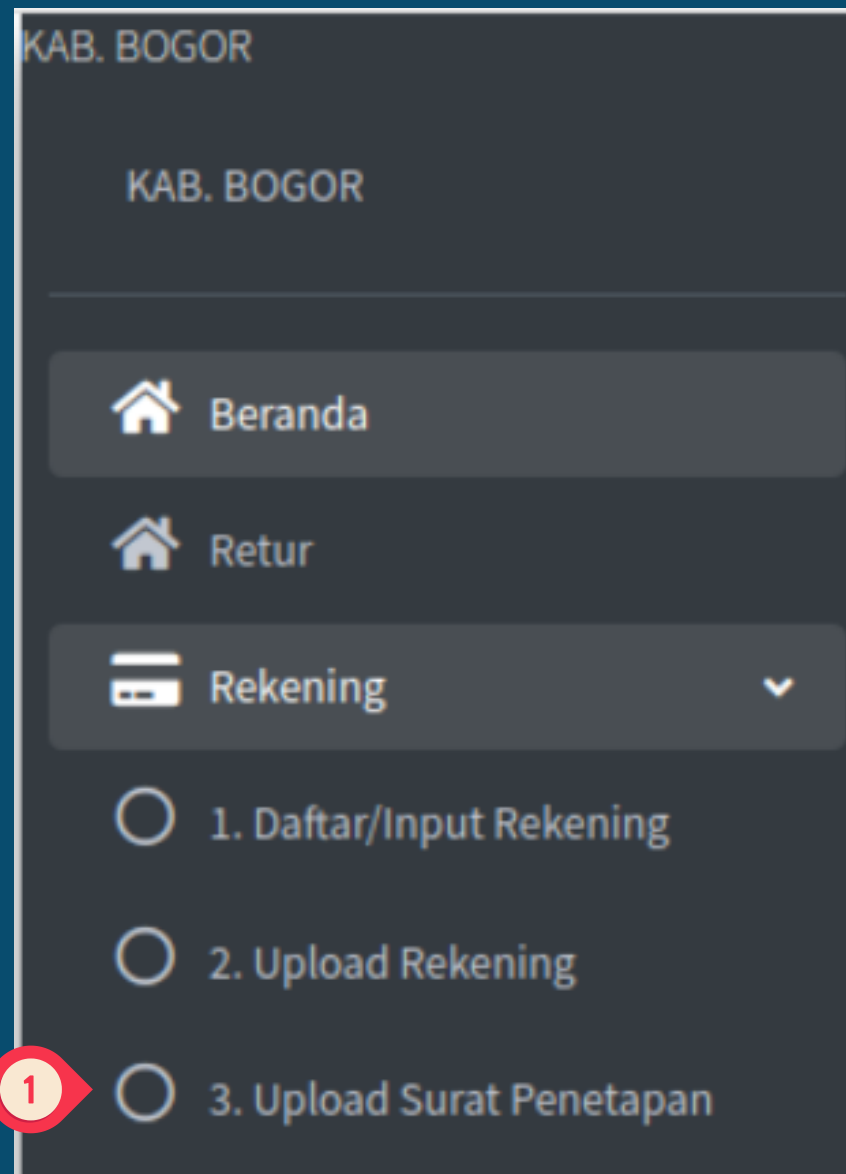 KAB. BOGOR
KAB. BOGOR
Beranda
Retur
Rekening
1. Daftar/Input Rekening
2. Upload Rekening
1
3. Upload Surat Penetapan